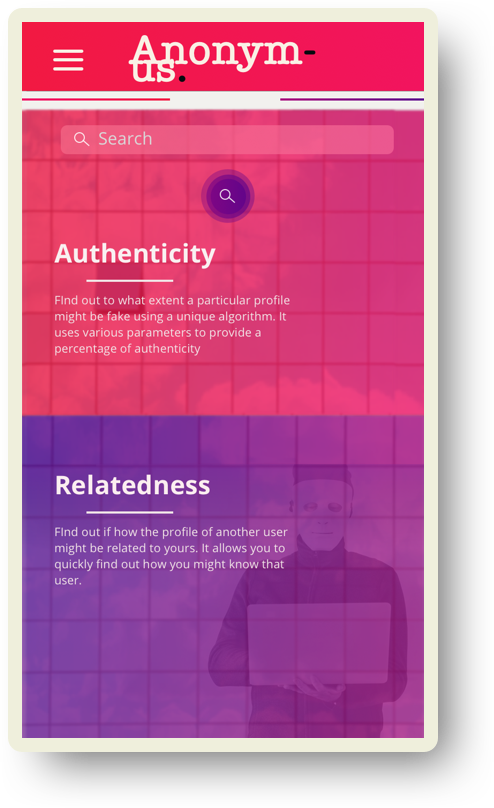 Anonym-
us.
Search
Authenticity
FInd out to what extent a particular profile
might be fake using a unique algorithm. It
uses various parameters to provide a
percentage of authenticity
Relatedness
FInd out if how the profile of another user
might be related to yours. It allows you to
quickly find out how you might know that
user.